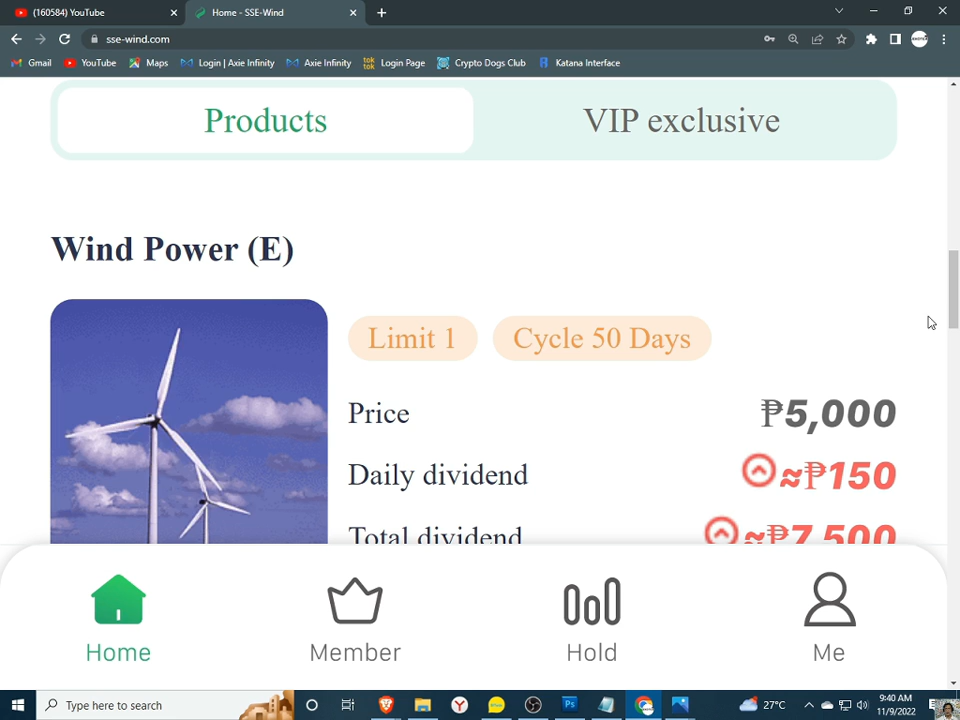 (160584) YouTube
Home - SSE-Wind
sse-wind.com
Gmail
YouTube
Maps
Login | Axie Infinity
Axie Infinity
tok
tok
Login Page
Crypto Dogs Club
Katana Interface
Products
VIP exclusive
Wind Power (E)
Limit 1
Cycle 50 Days
Price
₱5,000
Daily dividend
≈₱150
Total dividend
≈₱7,500
Home
Member
Hold
Me
Type here to search
27°C
9:40 AM
11/9/2022